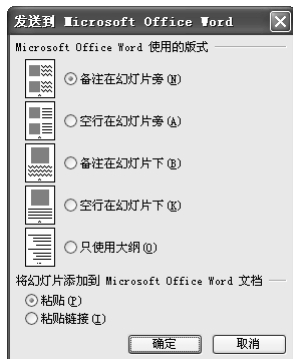 发送到 Microsoft Office Word
Microsoft Office Word 使用的版式
备注在幻灯片旁(N)
空行在幻灯片旁(A)
备注在幻灯片下(B)
空行在幻灯片下(K)
只使用大纲(O)
将幻灯片添加到 Microsoft Office Word 文档
粘贴(P)
粘贴链接(I)
确定 取消